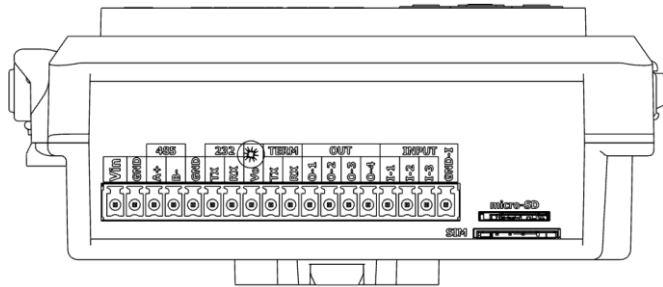 485 232 TERM OUT INPUT
Vin GND A+ B- GND TX RX Vo TX RX O-1 O-2 O-3 O-4 I-1 I-2 I-3 GND-I
micro-SD
SIM